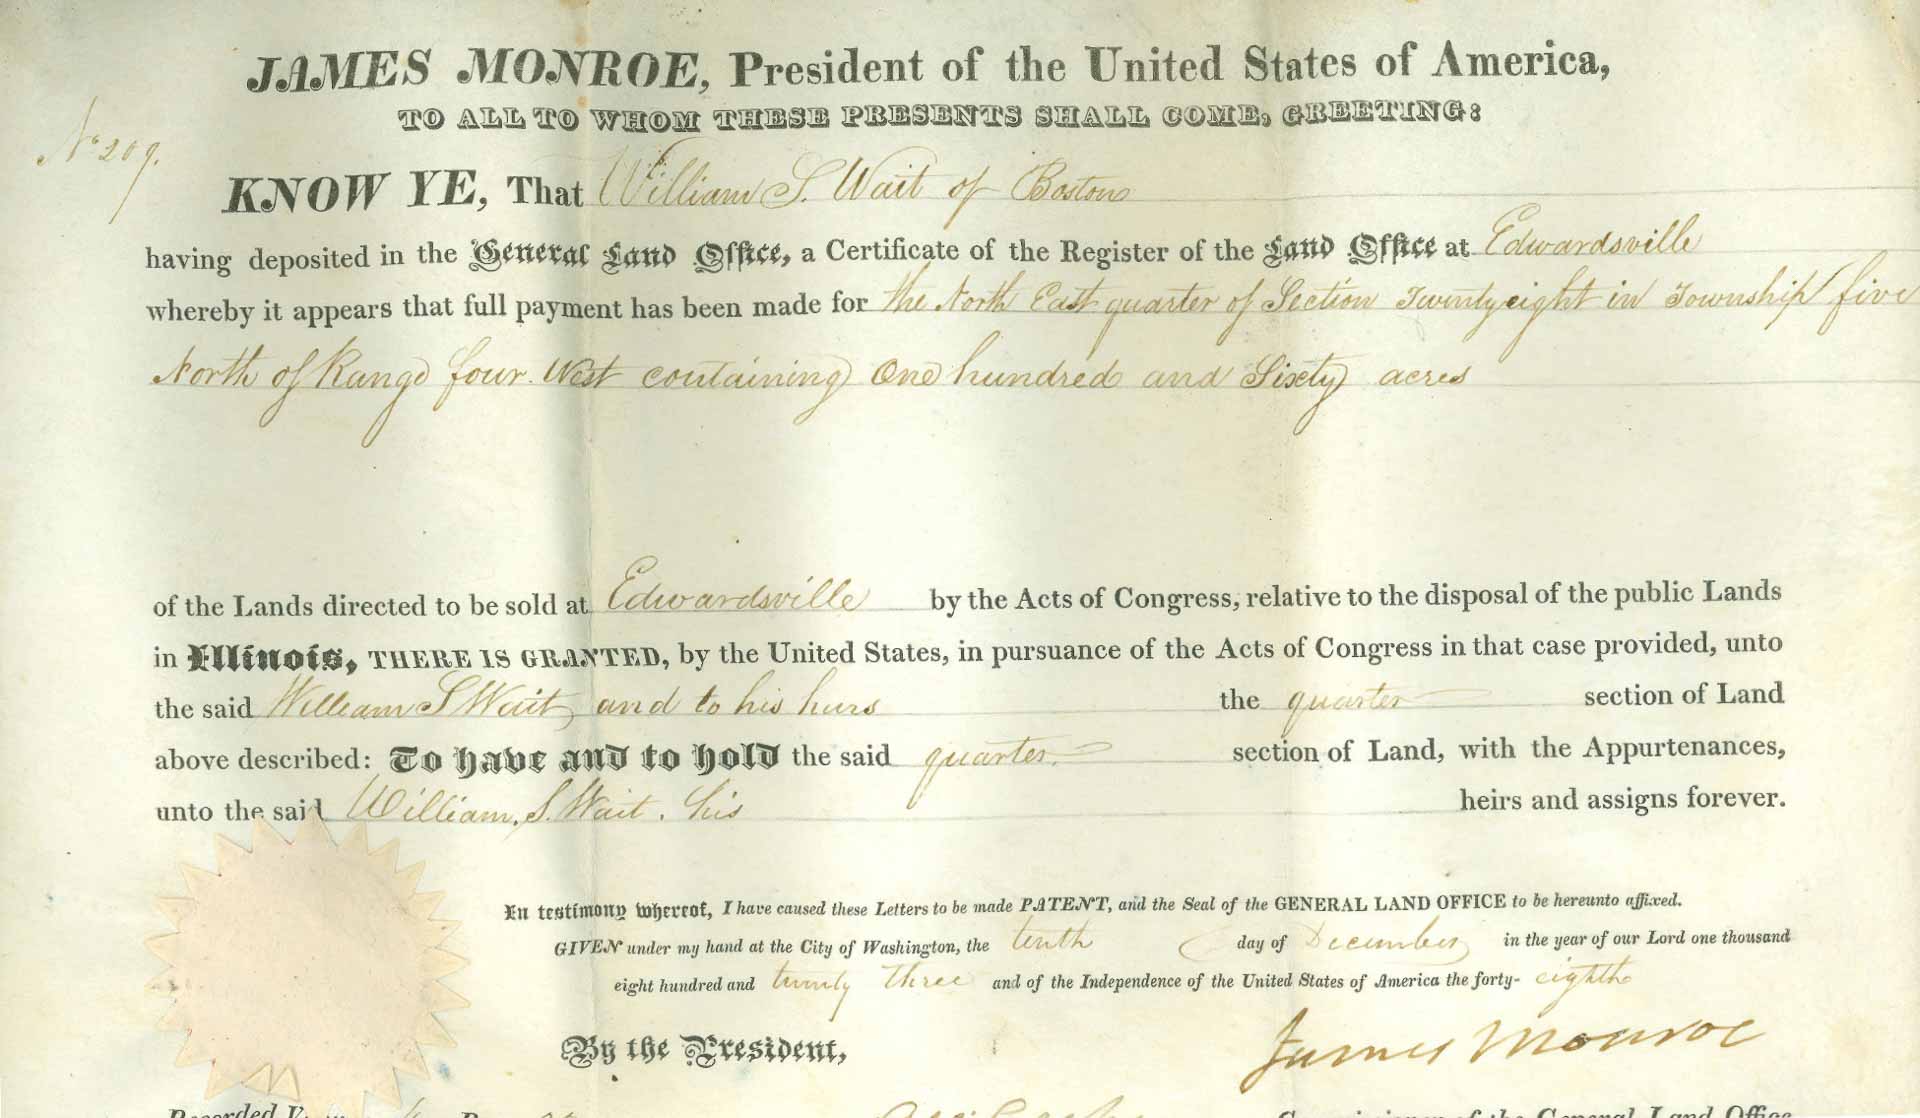 JAMES MONROE, President of the United States of America,
TO ALL TO WHOM THESE PRESENTS SHALL COME, GREETING:
No 209.
KNOW YE, That William S. Wait of Boston
having deposited in the General Land Office, a Certificate of the Register of the Land Office at Edwardsville
whereby it appears that full payment has been made for the North East quarter of Section Twenty eight in Township five
North of Range four West containing One hundred and Sixty acres
of the Lands directed to be sold at Edwardsville by the Acts of Congress, relative to the disposal of the public Lands
in Illinois, THERE IS GRANTED, by the United States, in pursuance of the Acts of Congress in that case provided, unto
the said William S Wait and to his heirs the quarter section of Land
above described: To have and to hold the said quarter section of Land, with the Appurtenances,
unto the said William. S. Wait. his heirs and assigns forever.
In testimony whereof, I have caused these Letters to be made PATENT, and the Seal of the GENERAL LAND OFFICE to be hereunto affixed.
GIVEN under my hand at the City of Washington, the tenth day of December in the year of our Lord one thousand
eight hundred and twenty three and of the Independence of the United States of America the forty-eighth
James Monroe
By the President,
Commissioner of the General Land Office